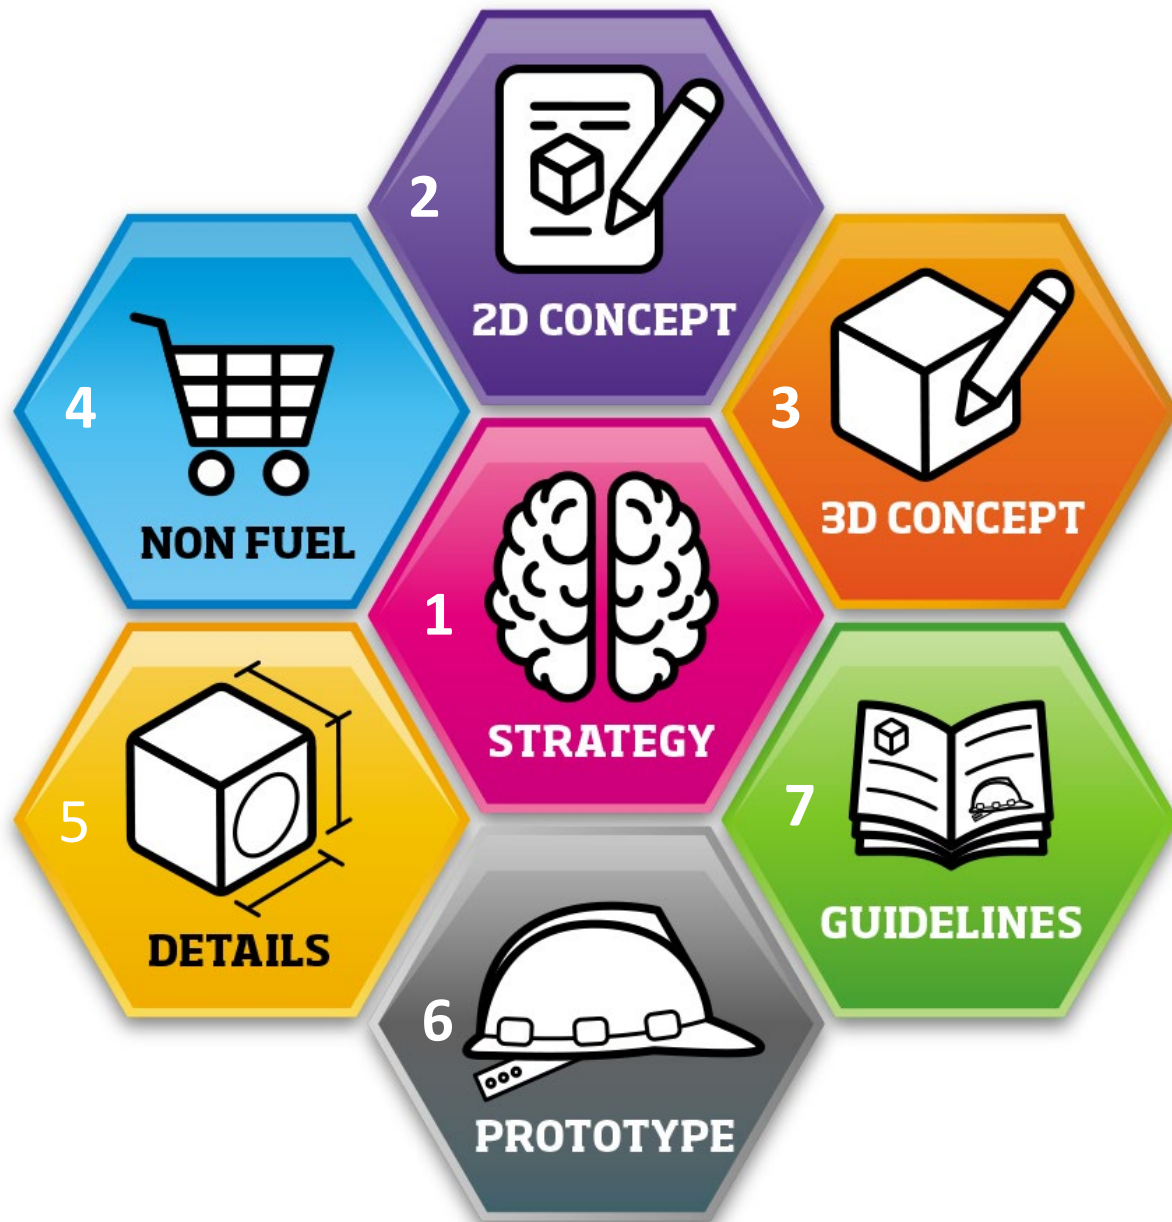 2
2D CONCEPT
4
NON FUEL
3
3D CONCEPT
1
STRATEGY
5
DETAILS
7
GUIDELINES
6
PROTOTYPE